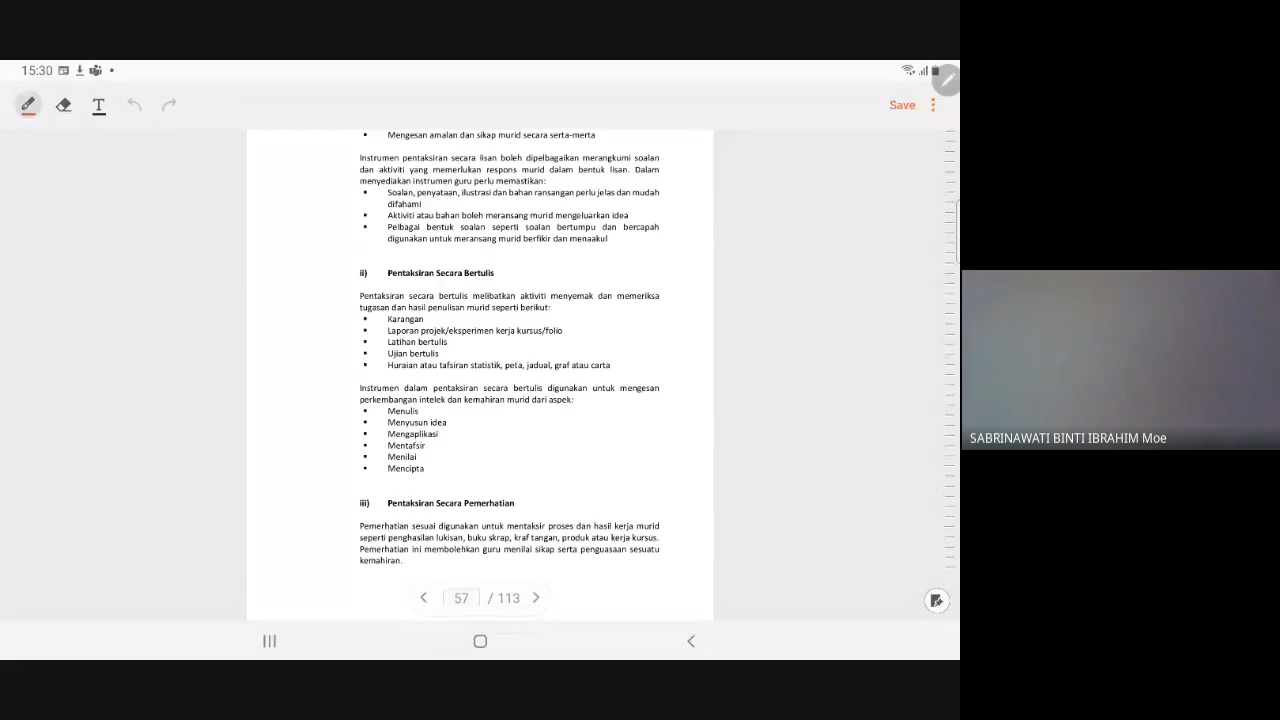 15:30
Save
▪ Mengesan amalan dan sikap murid secara serta-merta
Instrumen pentaksiran secara lisan boleh dipelbagaikan merangkumi soalan
dan aktiviti yang memerlukan respons murid dalam bentuk lisan. Dalam
menyediakan instrumen guru perlu memastikan:
▪ Soalan, penyataan, ilustrasi dan bahan ransangan perlu jelas dan mudah
difahami
▪ Aktiviti atau bahan boleh meransang murid mengeluarkan idea
▪ Pelbagai bentuk soalan seperti soalan bertumpu dan bercapah
digunakan untuk meransang murid berfikir dan menaakul
ii) Pentaksiran Secara Bertulis
Pentaksiran secara bertulis melibatkan aktiviti menyemak dan memeriksa
tugasan dan hasil penulisan murid seperti berikut:
▪ Karangan
▪ Laporan projek/eksperimen kerja kursus/folio
▪ Latihan bertulis
▪ Ujian bertulis
▪ Huraian atau tafsiran statistik, peta, jadual, graf atau carta
Instrumen dalam pentaksiran secara bertulis digunakan untuk mengesan
perkembangan intelek dan kemahiran murid dari aspek:
▪ Menulis
▪ Menyusun idea
▪ Mengaplikasi
▪ Mentafsir
▪ Menilai
▪ Mencipta
iii) Pentaksiran Secara Pemerhatian
Pemerhatian sesuai digunakan untuk mentaksir proses dan hasil kerja murid
seperti penghasilan lukisan, buku skrap, kraf tangan, produk atau kerja kursus.
Pemerhatian ini membolehkan guru menilai sikap serta penguasaan sesuatu
kemahiran.
57 / 113
SABRINAWATI BINTI IBRAHIM Moe